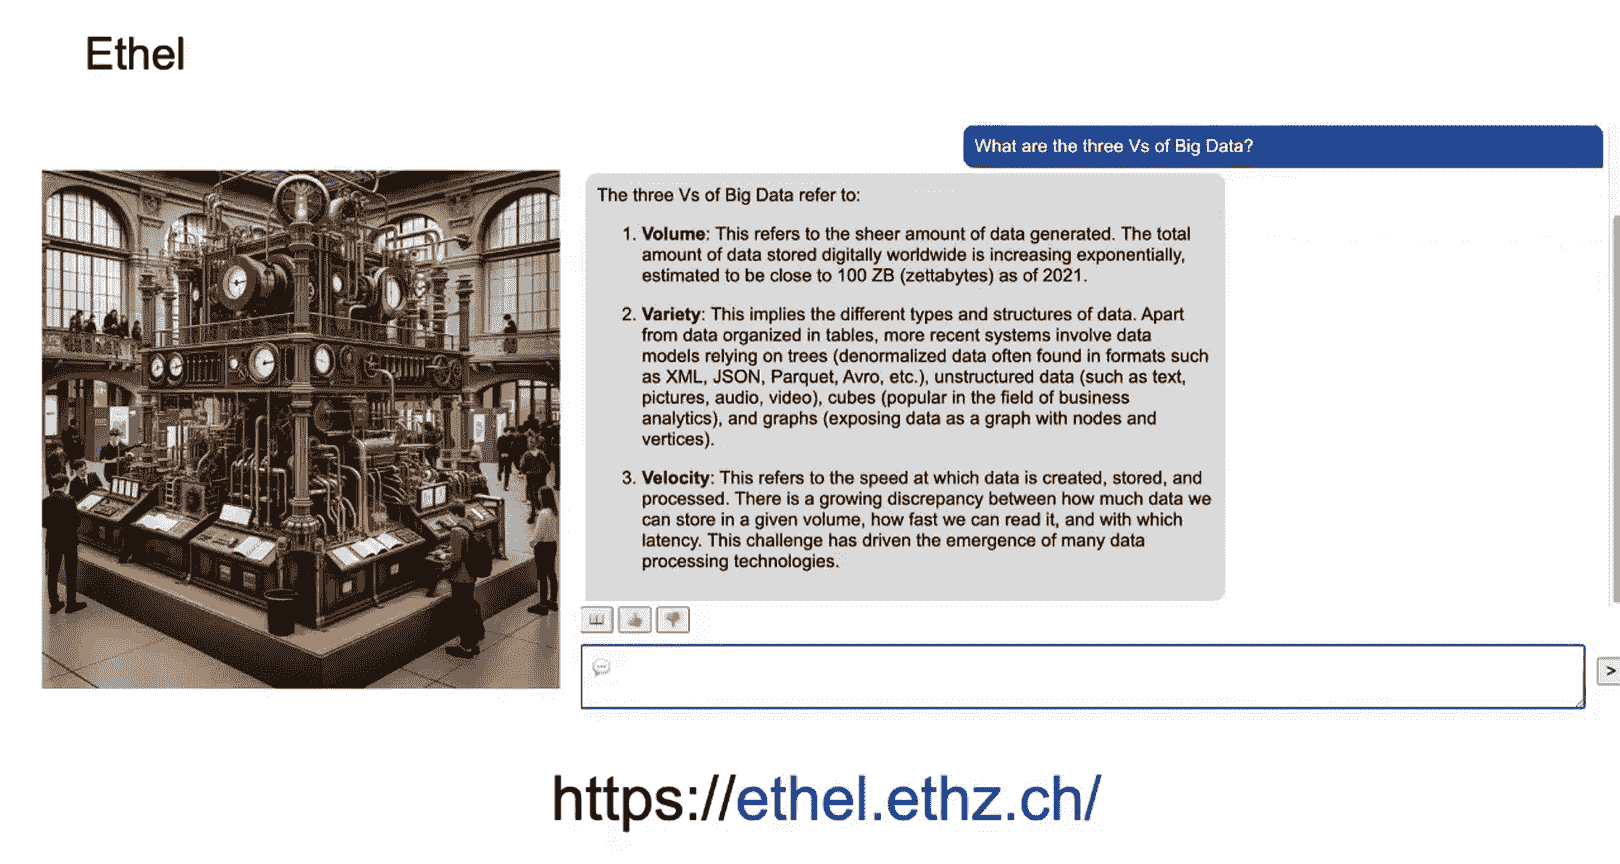 Ethel
What are the three Vs of Big Data?
The three Vs of Big Data refer to:
1. Volume: This refers to the sheer amount of data generated. The total
amount of data stored digitally worldwide is increasing exponentially,
estimated to be close to 100 ZB (zettabytes) as of 2021.
2. Variety: This implies the different types and structures of data. Apart
from data organized in tables, more recent systems involve data
models relying on trees (denormalized data often found in formats such
as XML, JSON, Parquet, Avro, etc.), unstructured data (such as text,
pictures, audio, video), cubes (popular in the field of business
analytics), and graphs (exposing data as a graph with nodes and
vertices).
3. Velocity: This refers to the speed at which data is created, stored, and
processed. There is a growing discrepancy between how much data we
can store in a given volume, how fast we can read it, and with which
latency. This challenge has driven the emergence of many data
processing technologies.
>
https://ethel.ethz.ch/